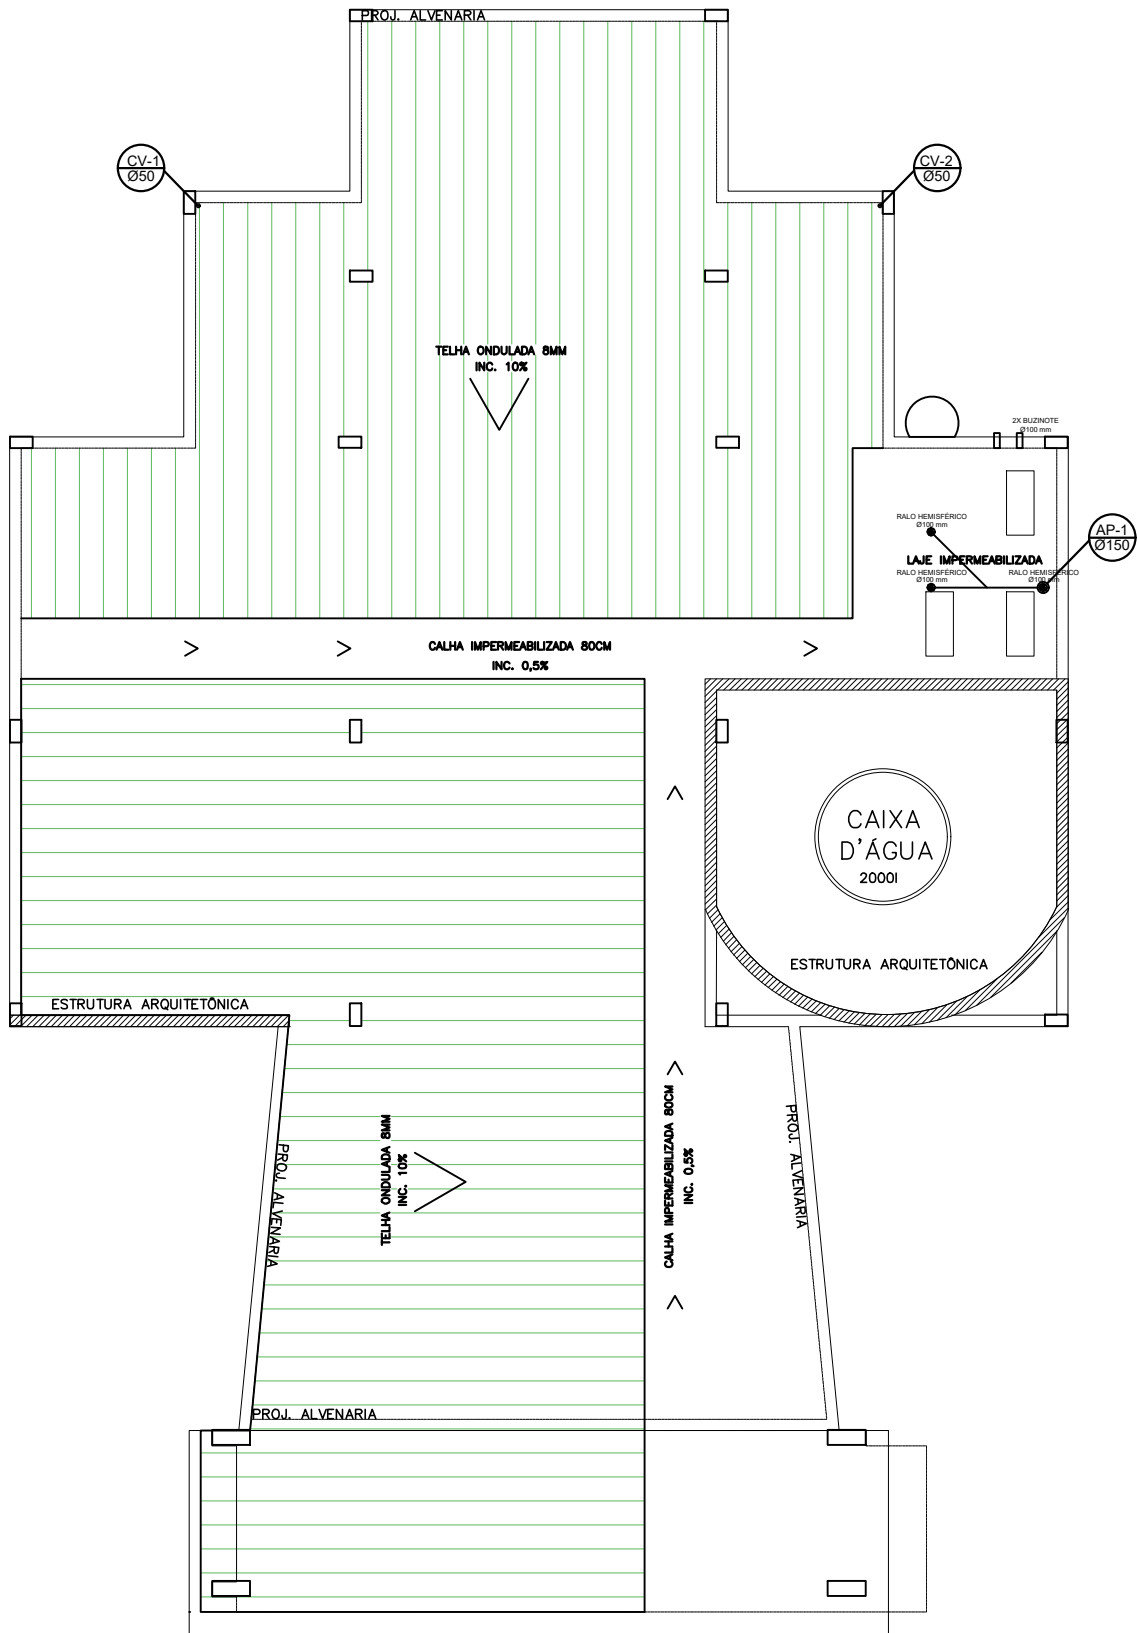 PROJ. ALVENARIA
CV-1
Ø50
CV-2
Ø50
TELHA ONDULADA 8MM
INC. 10%
2X BUZINOTE
Ø100 mm
RALO HEMISFÉRICO
Ø100 mm
AP-1
Ø150
LAJE IMPERMEABILIZADA
RALO HEMISFÉRICO
Ø100 mm
RALO HEMISFÉRICO
Ø100 mm
CALHA IMPERMEABILIZADA 80CM
INC. 0,5%
CAIXA
D'ÁGUA
2000l
ESTRUTURA ARQUITETÔNICA
ESTRUTURA ARQUITETÔNICA
PROJ. ALVENARIA
TELHA ONDULADA 8MM
INC. 10%
CALHA IMPERMEABILIZADA 80CM
INC. 0,5%
PROJ. ALVENARIA
PROJ. ALVENARIA